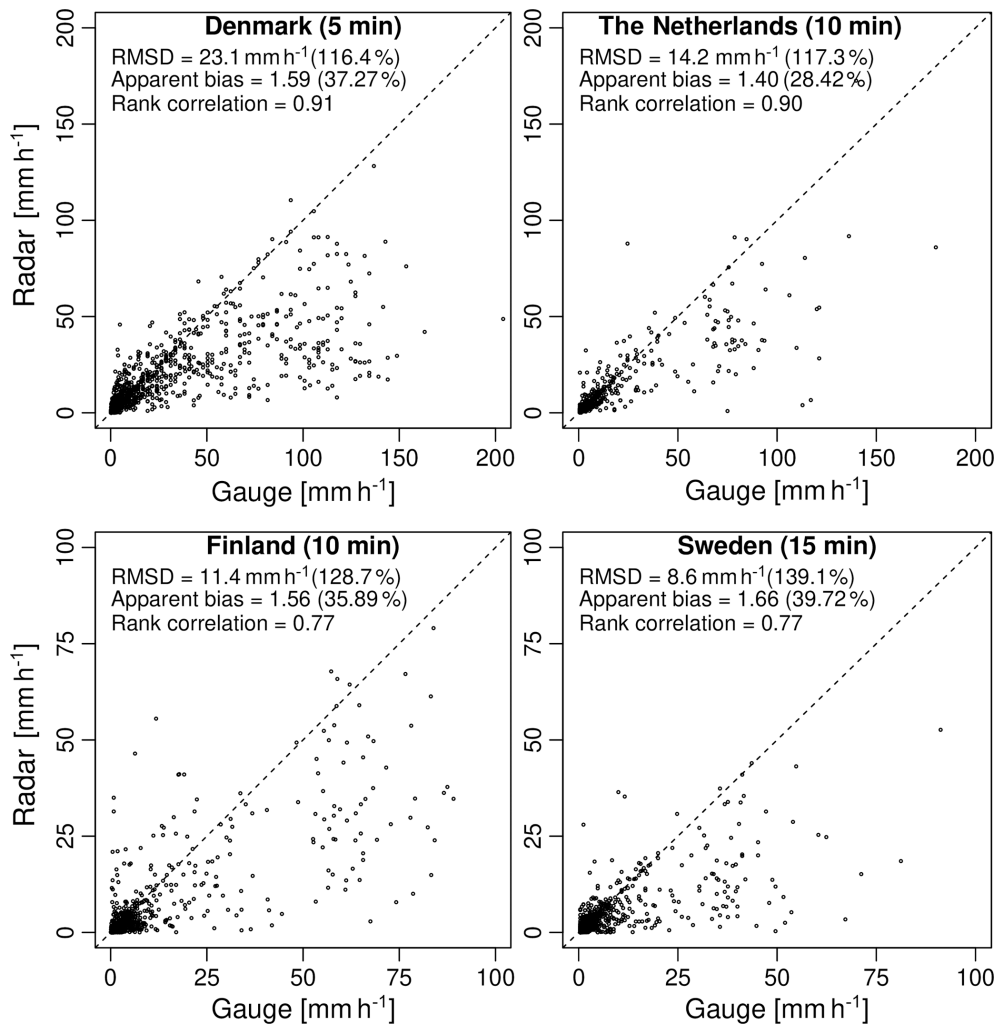 Denmark (5 min)
RMSD = 23.1 mm h⁻¹(116.4 %)
Apparent bias = 1.59 (37.27 %)
Rank correlation = 0.91
Radar [mm h⁻¹]
200
150
100
50
0
0 50 100 150 200
Gauge [mm h⁻¹]
The Netherlands (10 min)
RMSD = 14.2 mm h⁻¹ (117.3 %)
Apparent bias = 1.40 (28.42 %)
Rank correlation = 0.90
200
150
100
50
0
0 50 100 150 200
Gauge [mm h⁻¹]
Finland (10 min)
RMSD = 11.4 mm h⁻¹(128.7 %)
Apparent bias = 1.56 (35.89 %)
Rank correlation = 0.77
Radar [mm h⁻¹]
100
75
50
25
0
0 25 50 75 100
Gauge [mm h⁻¹]
Sweden (15 min)
RMSD = 8.6 mm h⁻¹(139.1 %)
Apparent bias = 1.66 (39.72 %)
Rank correlation = 0.77
100
75
50
25
0
0 25 50 75 100
Gauge [mm h⁻¹]